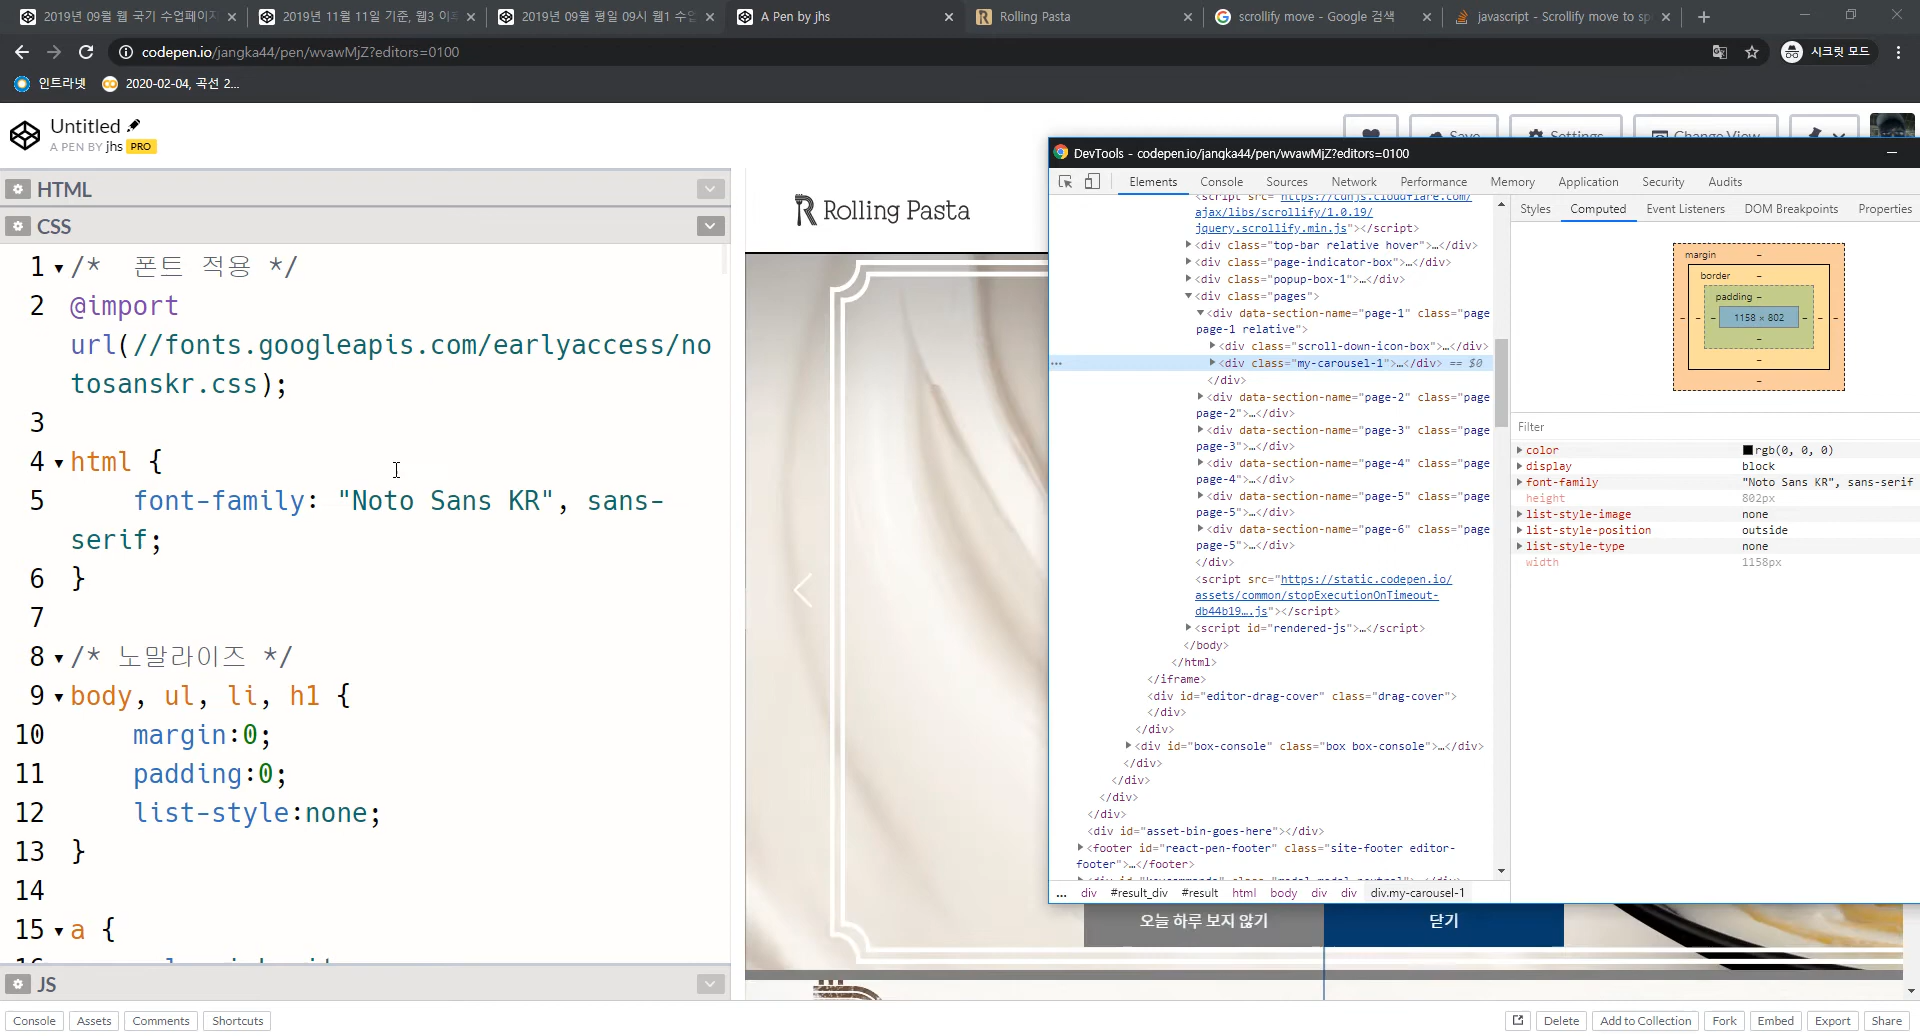 2019년 09월 웹 국기 수업페이지
2019년 11월 11일 기준, 웹3 이
2019년 09월 평일 09시 웹1 수
A Pen by jhs
Rolling Pasta
scrollify move - Google 검색
javascript - Scrollify move to sp
codepen.io/jangka44/pen/wvawMjZ?editors=0100
시크릿 모드
인트라넷
2020-02-04, 곡선 2...
Untitled
A PEN BY jhs PRO
Save
Settings
Change View
HTML
CSS
1 /* 폰트 적용 */
2 @import
url(//fonts.googleapis.com/earlyaccess/no
tosanskr.css);
3
4 html {
5 font-family: "Noto Sans KR", sans-
serif;
6 }
7
8 /* 노말라이즈 */
9 body, ul, li, h1 {
10 margin:0;
11 padding:0;
12 list-style:none;
13 }
14
15 a {
JS
Rolling Pasta
DevTools - codepen.io/jangka44/pen/wvawMjZ?editors=0100
Elements Console Sources Network Performance Memory Application Security Audits
<script src="https://cdnjs.cloudflare.com/
ajax/libs/scrollify/1.0.19/
jquery.scrollify.min.js"></script>
<div class="top-bar relative hover">…</div>
<div class="page-indicator-box">…</div>
<div class="popup-box-1">…</div>
<div class="pages">
<div data-section-name="page-1" class="page
page-1 relative">
<div class="scroll-down-icon-box">…</div>
<div class="my-carousel-1">…</div> == $0
</div>
<div data-section-name="page-2" class="page
page-2">…</div>
<div data-section-name="page-3" class="page
page-3">…</div>
<div data-section-name="page-4" class="page
page-4">…</div>
<div data-section-name="page-5" class="page
page-5">…</div>
<div data-section-name="page-6" class="page
page-5">…</div>
</div>
<script src="https://static.codepen.io/
assets/common/stopExecutionOnTimeout-
db44b19….js"></script>
<script id="rendered-js">…</script>
</body>
</html>
</iframe>
<div id="editor-drag-cover" class="drag-cover">
</div>
</div>
<div id="box-console" class="box box-console">…</div>
</div>
</div>
</div>
</div>
<div id="asset-bin-goes-here"></div>
<footer id="react-pen-footer" class="site-footer editor-
footer">…</footer>
... div #result_div #result html body div div div.my-carousel-1
Styles Computed Event Listeners DOM Breakpoints Properties
margin –
border –
padding –
– – – 1158 × 802 – – –
–
–
–
Filter
color rgb(0, 0, 0)
display block
font-family "Noto Sans KR", sans-serif
height 802px
list-style-image none
list-style-position outside
list-style-type none
width 1158px
오늘 하루 보지 않기
닫기
Console Assets Comments Shortcuts
Delete Add to Collection Fork Embed Export Share